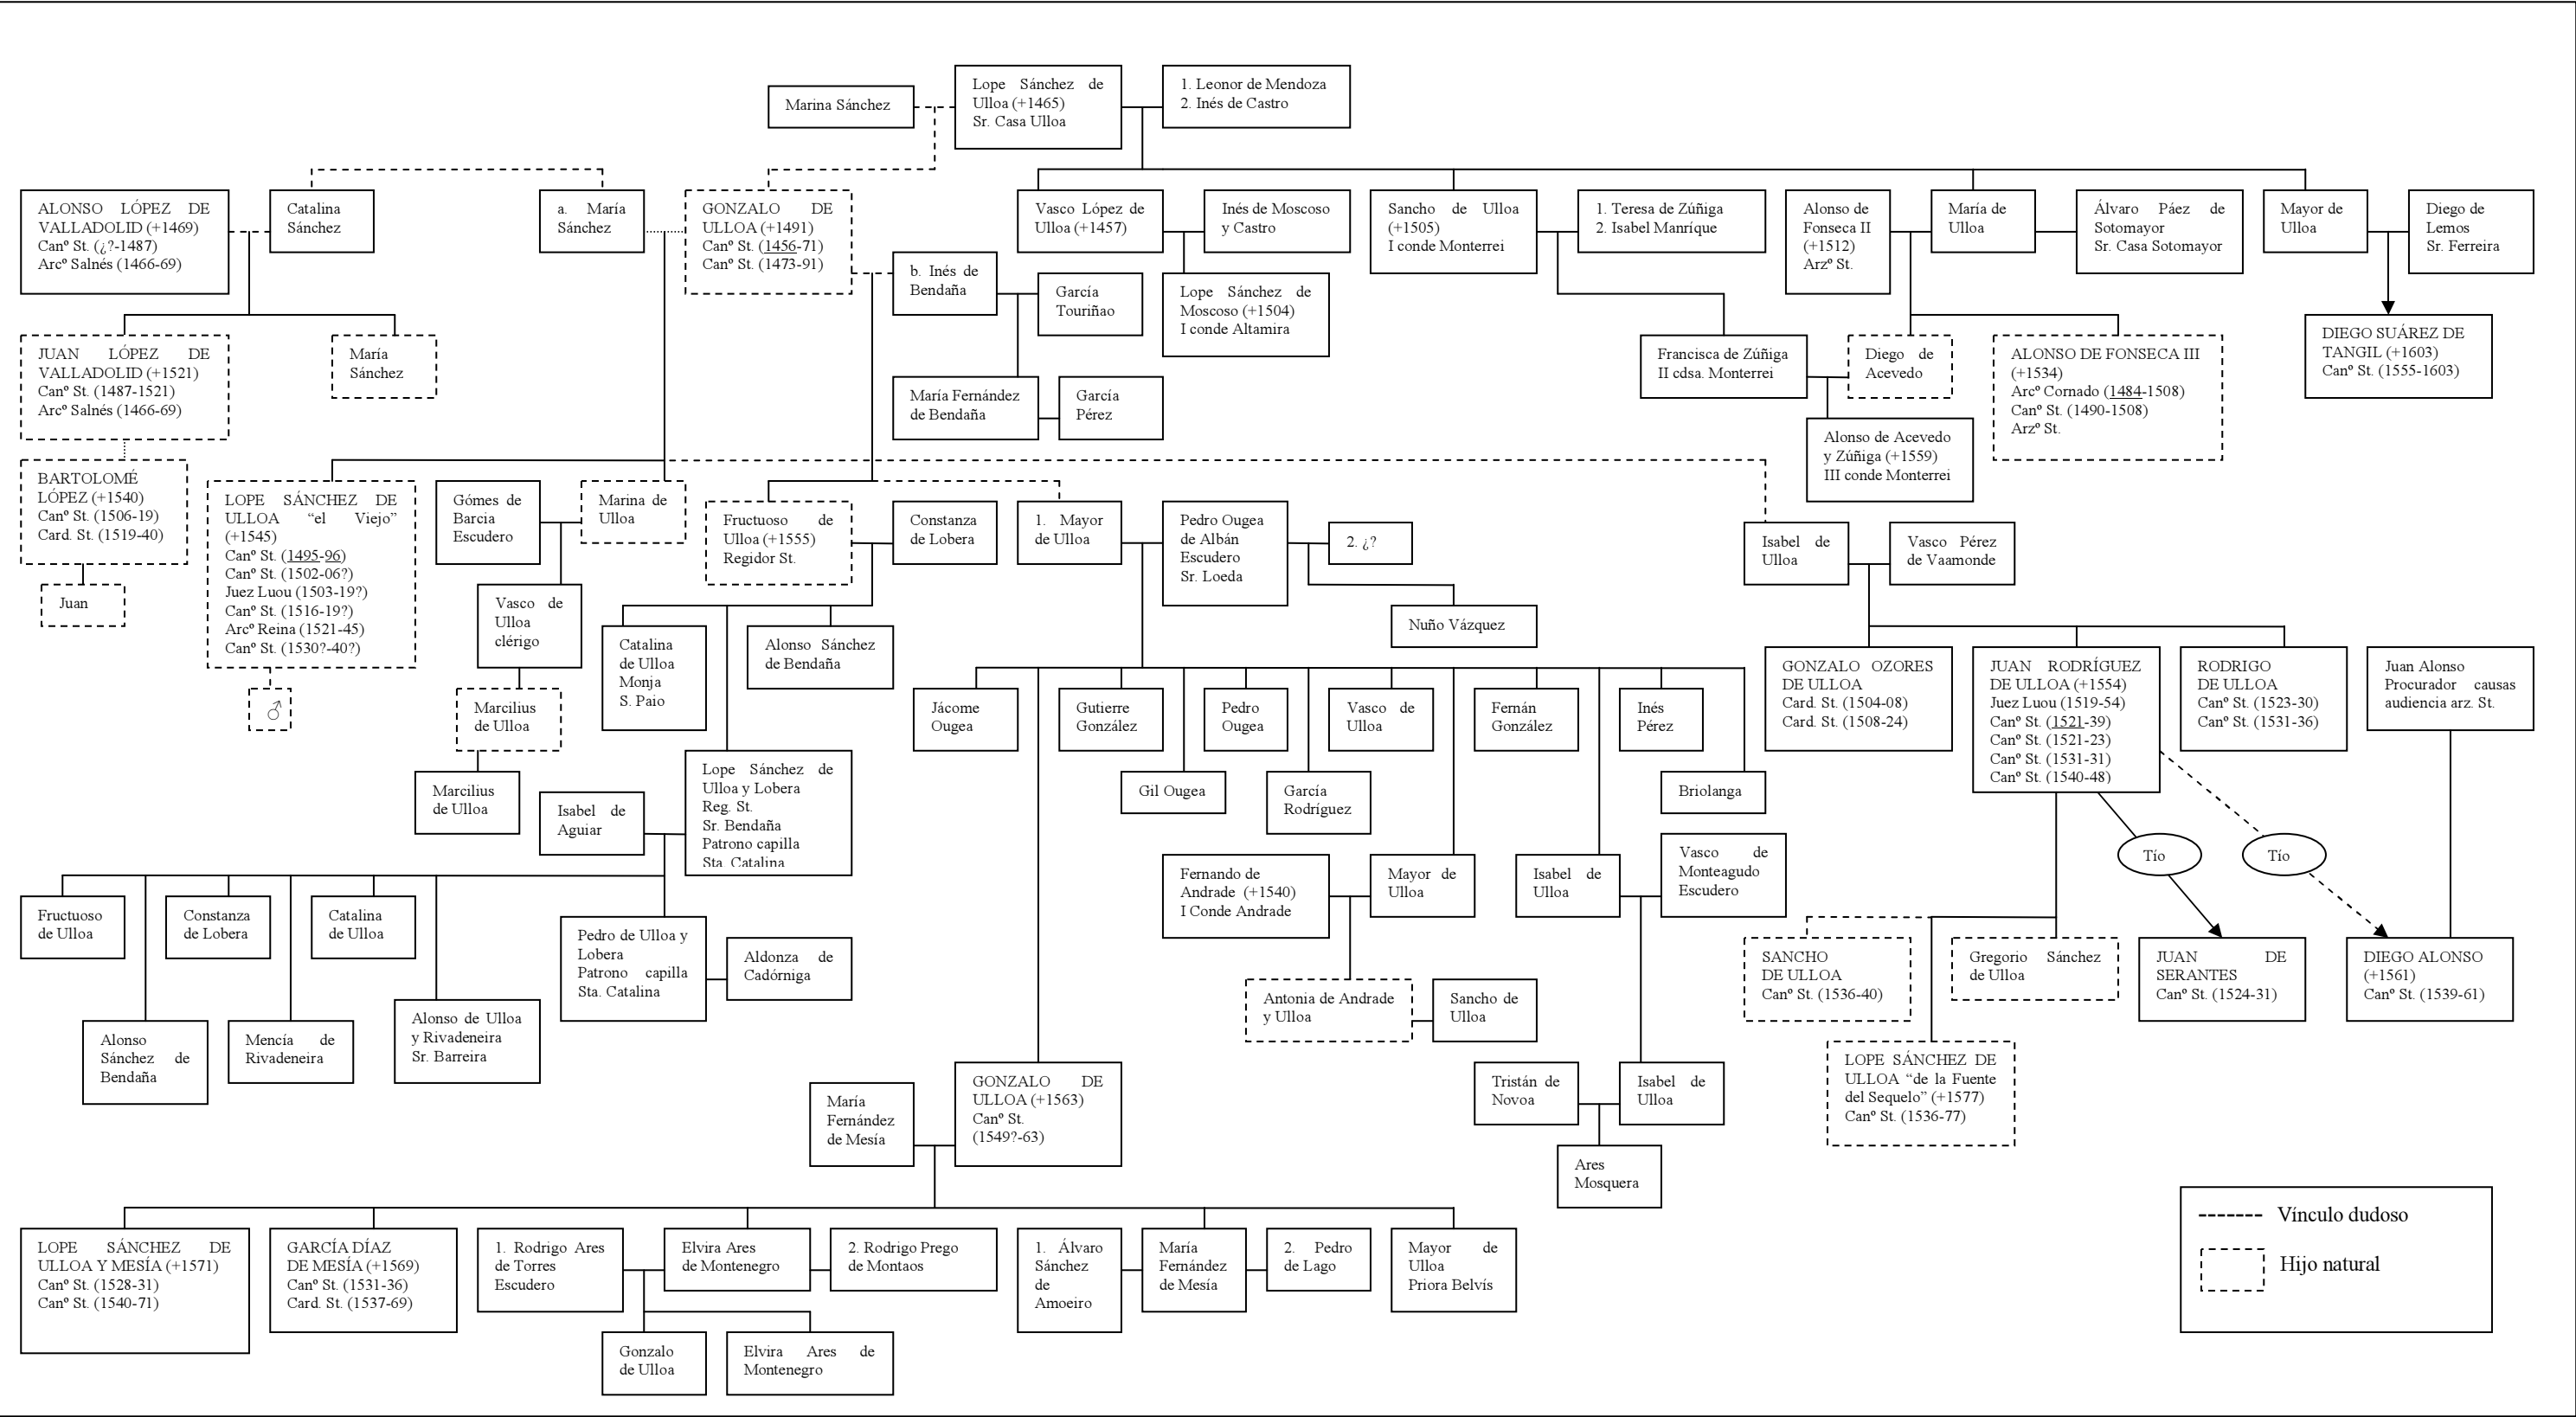 Marina Sánchez
Lope Sánchez de
Ulloa (+1465)
Sr. Casa Ulloa
1. Leonor de Mendoza
2. Inés de Castro
ALONSO LÓPEZ DE
VALLADOLID (+1469)
Canº St. (¿?-1487)
Arcº Salnés (1466-69)
Catalina
Sánchez
a. María
Sánchez
GONZALO DE
ULLOA (+1491)
Canº St. (1456-71)
Canº St. (1473-91)
b. Inés de
Bendaña
García
Touriñao
Vasco López de
Ulloa (+1457)
Inés de Moscoso
y Castro
Lope Sánchez de
Moscoso (+1504)
I conde Altamira
Sancho de Ulloa
(+1505)
I conde Monterrei
1. Teresa de Zúñiga
2. Isabel Manríque
Alonso de
Fonseca II
(+1512)
Arzº St.
María de
Ulloa
Álvaro Páez de
Sotomayor
Sr. Casa Sotomayor
Mayor de
Ulloa
Diego de
Lemos
Sr. Ferreira
JUAN LÓPEZ DE
VALLADOLID (+1521)
Canº St. (1487-1521)
Arcº Salnés (1466-69)
María
Sánchez
María Fernández
de Bendaña
García
Pérez
Francisca de Zúñiga
II cdsa. Monterrei
Diego de
Acevedo
ALONSO DE FONSECA III
(+1534)
Arcº Cornado (1484-1508)
Canº St. (1490-1508)
Arzº St.
DIEGO SUÁREZ DE
TANGIL (+1603)
Canº St. (1555-1603)
Alonso de Acevedo
y Zúñiga (+1559)
III conde Monterrei
BARTOLOMÉ
LÓPEZ (+1540)
Canº St. (1506-19)
Card. St. (1519-40)
Juan
LOPE SÁNCHEZ DE
ULLOA “el Viejo”
(+1545)
Canº St. (1495-96)
Canº St. (1502-06?)
Juez Luou (1503-19?)
Canº St. (1516-19?)
Arcº Reina (1521-45)
Canº St. (1530?-40?)
♂
Gómes de
Barcia
Escudero
Marina de
Ulloa
Vasco de
Ulloa
clérigo
Marcilius
de Ulloa
Marcilius
de Ulloa
Fructuoso de
Ulloa (+1555)
Regidor St.
Constanza
de Lobera
1. Mayor
de Ulloa
Pedro Ougea
de Albán
Escudero
Sr. Loeda
2. ¿?
Nuño Vázquez
Isabel de
Ulloa
Vasco Pérez
de Vaamonde
Catalina
de Ulloa
Monja
S. Paio
Alonso Sánchez
de Bendaña
Lope Sánchez de
Ulloa y Lobera
Reg. St.
Sr. Bendaña
Patrono capilla
Sta. Catalina
Isabel de
Aguiar
Jácome
Ougea
Gutierre
González
Pedro
Ougea
Vasco de
Ulloa
Fernán
González
Inés
Pérez
Gil Ougea
García
Rodríguez
Briolanga
GONZALO OZORES
DE ULLOA
Card. St. (1504-08)
Card. St. (1508-24)
JUAN RODRÍGUEZ
DE ULLOA (+1554)
Juez Luou (1519-54)
Canº St. (1521-39)
Canº St. (1521-23)
Canº St. (1531-31)
Canº St. (1540-48)
RODRIGO
DE ULLOA
Canº St. (1523-30)
Canº St. (1531-36)
Juan Alonso
Procurador causas
audiencia arz. St.
Fernando de
Andrade (+1540)
I Conde Andrade
Mayor de
Ulloa
Isabel de
Ulloa
Vasco de
Monteagudo
Escudero
Tío
Tío
Fructuoso
de Ulloa
Constanza
de Lobera
Catalina
de Ulloa
Pedro de Ulloa y
Lobera
Patrono capilla
Sta. Catalina
Aldonza de
Cadórniga
Alonso
Sánchez de
Bendaña
Mencía de
Rivadeneira
Alonso de Ulloa
y Rivadeneira
Sr. Barreira
Antonia de Andrade
y Ulloa
Sancho de
Ulloa
SANCHO
DE ULLOA
Canº St. (1536-40)
Gregorio Sánchez
de Ulloa
JUAN DE
SERANTES
Canº St. (1524-31)
DIEGO ALONSO
(+1561)
Canº St. (1539-61)
LOPE SÁNCHEZ DE
ULLOA “de la Fuente
del Sequelo” (+1577)
Canº St. (1536-77)
María
Fernández
de Mesía
GONZALO DE
ULLOA (+1563)
Canº St.
(1549?-63)
Tristán de
Novoa
Isabel de
Ulloa
Ares
Mosquera
LOPE SÁNCHEZ DE
ULLOA Y MESÍA (+1571)
Canº St. (1528-31)
Canº St. (1540-71)
GARCÍA DÍAZ
DE MESÍA (+1569)
Canº St. (1531-36)
Card. St. (1537-69)
1. Rodrigo Ares
de Torres
Escudero
Elvira Ares
de Montenegro
2. Rodrigo Prego
de Montaos
1. Álvaro
Sánchez
de
Amoeiro
María
Fernández
de Mesía
2. Pedro
de Lago
Mayor de
Ulloa
Priora Belvís
Gonzalo
de Ulloa
Elvira Ares de
Montenegro
Vínculo dudoso
Hijo natural